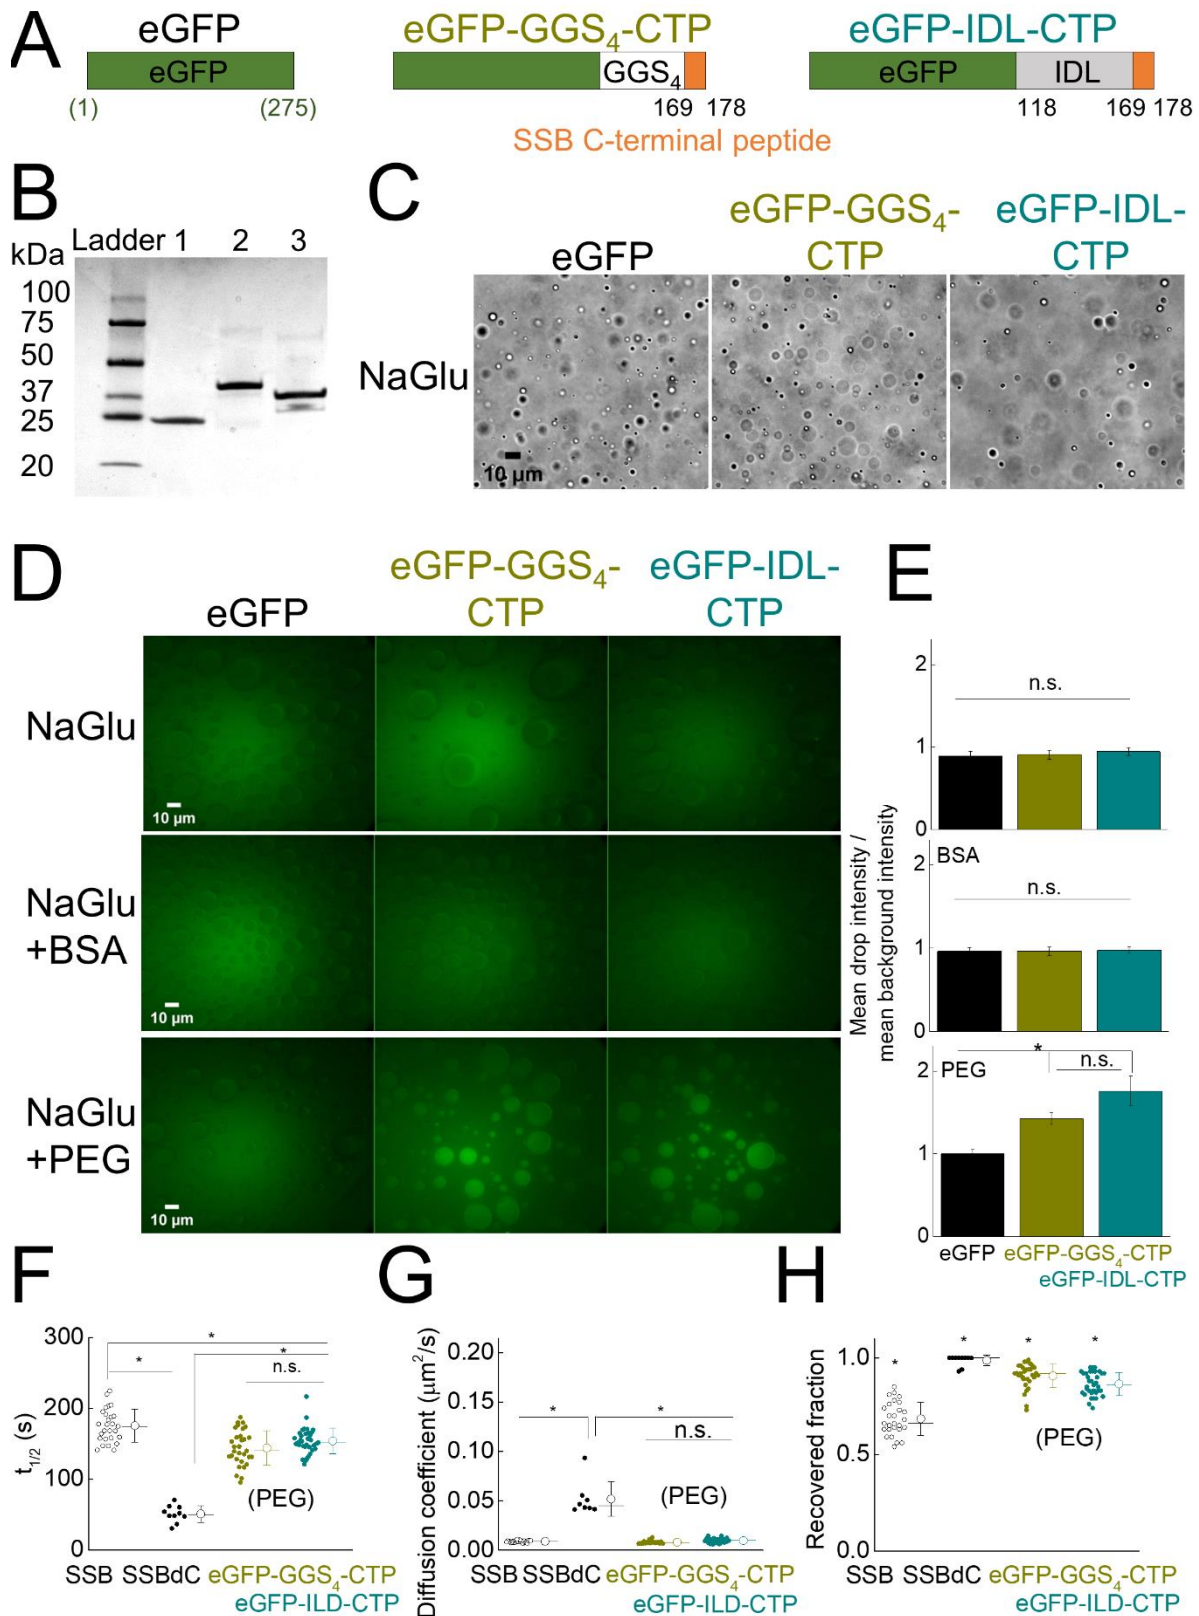 A
eGFP
eGFP-GGS4-CTP
eGFP-IDL-CTP
eGFP
GGS4
eGFP
IDL
(1)
(275)
169
178
118
169
178
SSB C-terminal peptide
B
kDa
Ladder
1
2
3
100
75
50
37
25
20
C
eGFP
eGFP-GGS4-
CTP
eGFP-IDL-
CTP
NaGlu
10 µm
D
eGFP
eGFP-GGS4-
CTP
eGFP-IDL-
CTP
NaGlu
10 µm
NaGlu
+BSA
10 µm
NaGlu
+PEG
10 µm
E
Mean drop intensity /
mean background intensity
2
1
0
n.s.
BSA
2
1
0
n.s.
PEG
2
1
0
*
n.s.
eGFP
eGFP-GGS4-CTP
eGFP-IDL-CTP
F
t1/2 (s)
300
200
100
0
*
*
*
n.s.
(PEG)
SSB
SSBdC
eGFP-GGS4-CTP
eGFP-ILD-CTP
G
Diffusion coefficient (µm2/s)
0.20
0.15
0.10
0.05
0.00
*
*
n.s.
(PEG)
SSB
SSBdC
eGFP-GGS4-CTP
eGFP-ILD-CTP
H
Recovered fraction
1.0
0.5
0.0
*
*
*
*
(PEG)
SSB
SSBdC
eGFP-GGS4-CTP
eGFP-ILD-CTP